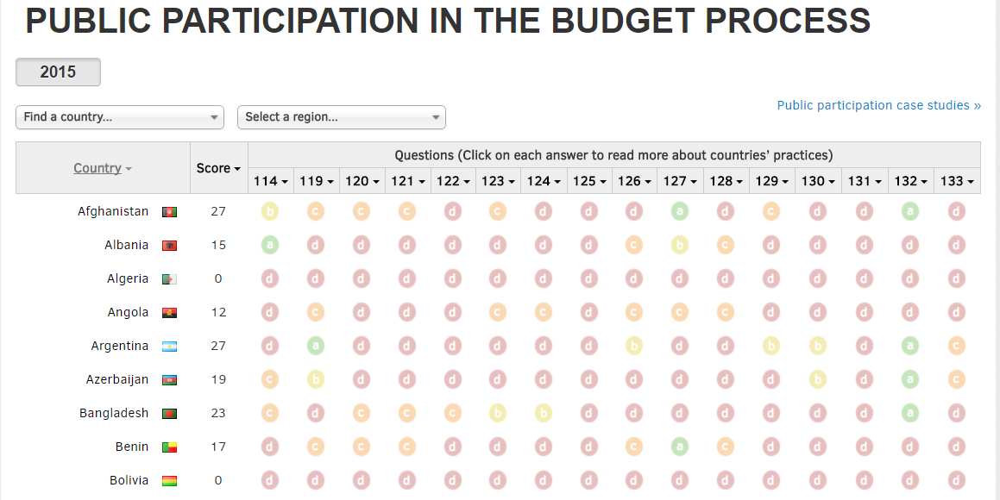 PUBLIC PARTICIPATION IN THE BUDGET PROCESS
2015
Public participation case studies »
Find a country... Select a region...
Questions (Click on each answer to read more about countries' practices)
Country Score
114 119 120 121 122 123 124 125 126 127 128 129 130 131 132 133
Afghanistan 27 b c c c d c d d d a d c d d a d
Albania 15 a d d d d d d d c b c d d d d d
Algeria 0 d d d d d d d d d d d d d d d d
Angola 12 d c d d d c c d c c c d d d d d
Argentina 27 d a d d d d d d b d d b b d a c
Azerbaijan 19 c b d d d d d d d d d d b d a c
Bangladesh 23 c d c c c b b d d d d d d d a d
Benin 17 d c c c d d d d c a c d d d d d
Bolivia 0 d d d d d d d d d d d d d d d d